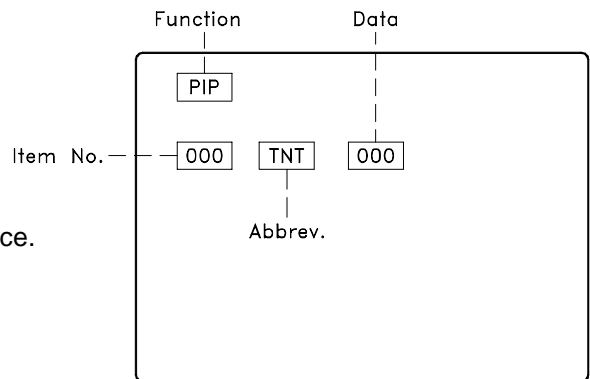 Function Data
PIP
Item No. 000 TNT 000
Abbrev.
ce.